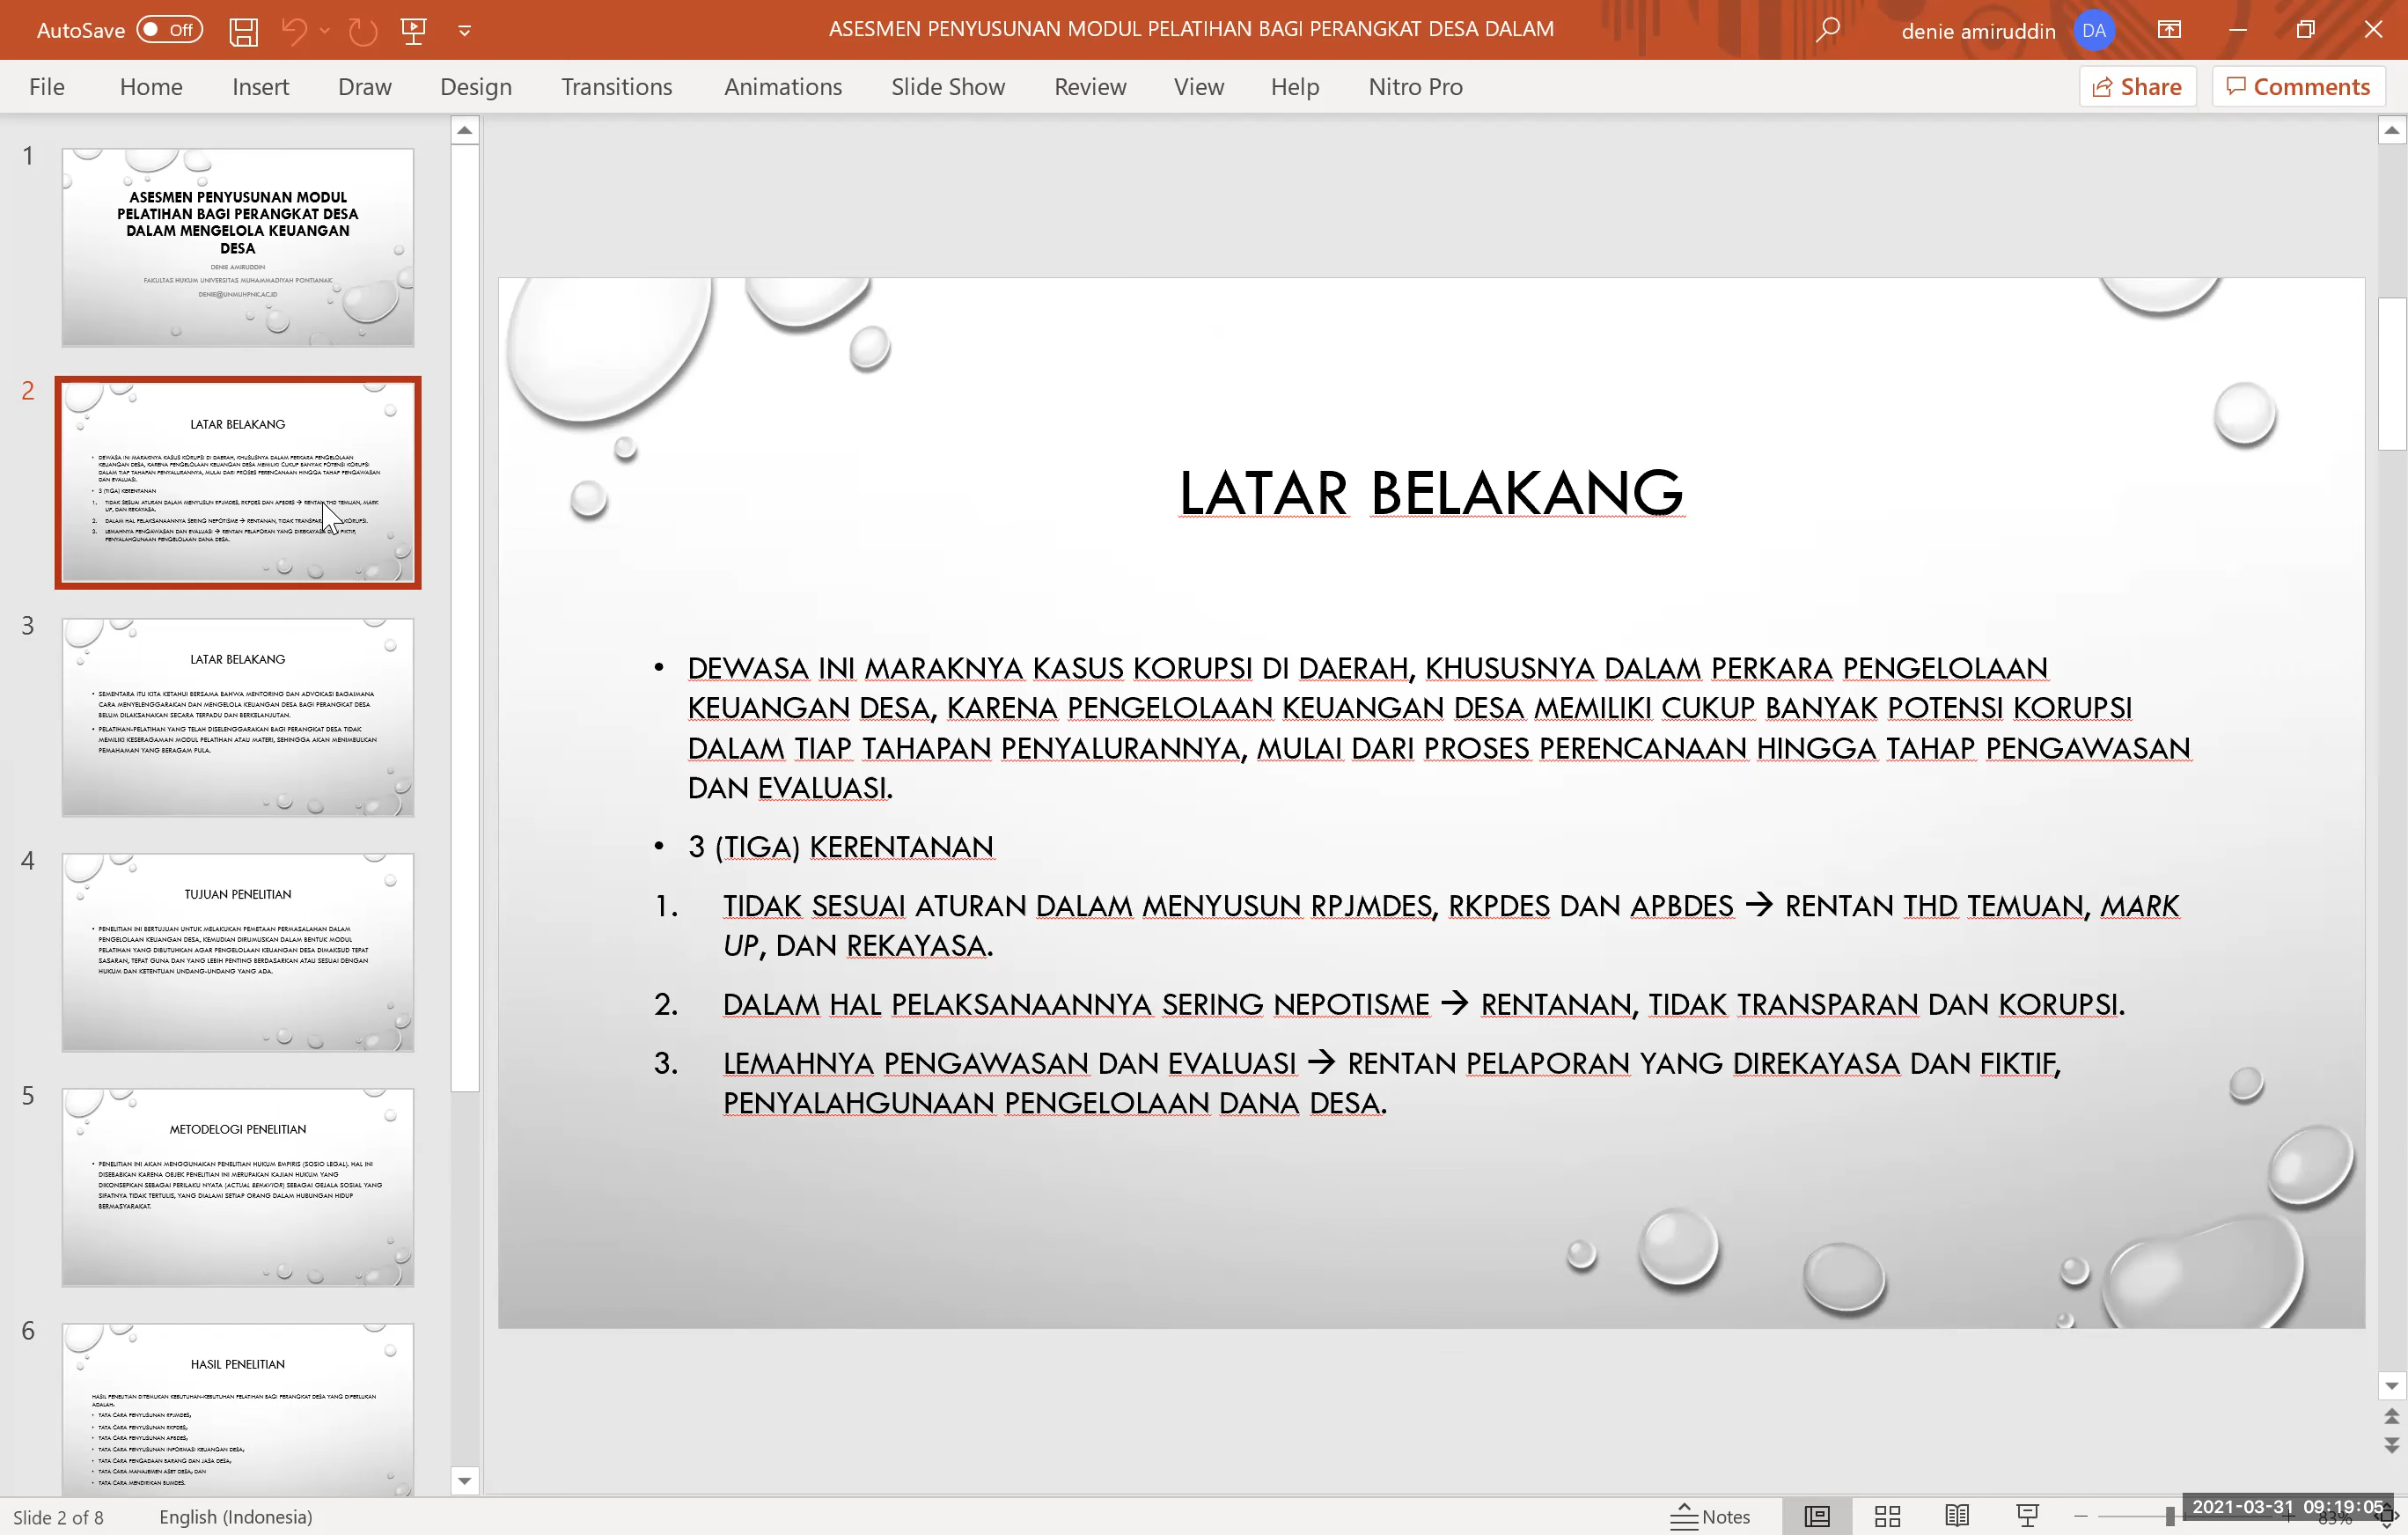 AutoSave Off
ASESMEN PENYUSUNAN MODUL PELATIHAN BAGI PERANGKAT DESA DALAM
denie amiruddin DA
File Home Insert Draw Design Transitions Animations Slide Show Review View Help Nitro Pro Share Comments
1
ASESMEN PENYUSUNAN MODUL
PELATIHAN BAGI PERANGKAT DESA
DALAM MENGELOLA KEUANGAN
DESA
DENIE AMIRUDDIN
FAKULTAS HUKUM UNIVERSITAS MUHAMMADIYAH PONTIANAK
DENIE@UNMUHPNK.AC.ID
2
LATAR BELAKANG
• DEWASA INI MARAKNYA KASUS KORUPSI DI DAERAH, KHUSUSNYA DALAM PERKARA PENGELOLAAN
KEUANGAN DESA, KARENA PENGELOLAAN KEUANGAN DESA MEMILIKI CUKUP BANYAK POTENSI KORUPSI
DALAM TIAP TAHAPAN PENYALURANNYA, MULAI DARI PROSES PERENCANAAN HINGGA TAHAP PENGAWASAN
DAN EVALUASI.
• 3 (TIGA) KERENTANAN
1. TIDAK SESUAI ATURAN DALAM MENYUSUN RPJMDES, RKPDES DAN APBDES → RENTAN THD TEMUAN, MARK
UP, DAN REKAYASA.
2. DALAM HAL PELAKSANAANNYA SERING NEPOTISME → RENTANAN, TIDAK KORUPSI.
3. LEMAHNYA PENGAWASAN DAN EVALUASI → RENTAN PELAPORAN YANG DIREKAYASA FIKTIF,
PENYALAHGUNAAN PENGELOLAAN DANA DESA.
3
LATAR BELAKANG
• SEMENTARA ITU KITA KETAHUI BERSAMA BAHWA MENTORING DAN ADVOKASI BAGAIMANA
CARA MENYELENGGARAKAN DAN MENGELOLA KEUANGAN DESA BAGI PERANGKAT DESA
BELUM DILAKSANAKAN SECARA TERPADU DAN BERKELANJUTAN.
• PELATIHAN-PELATIHAN YANG TELAH DISELENGGARAKAN BAGI PERANGKAT DESA TIDAK
MEMILIKI KESERAGAMAN MODUL PELATIHAN ATAU MATERI, SEHINGGA AKAN MENIMBULKAN
PEMAHAMAN YANG BERAGAM PULA.
4
TUJUAN PENELITIAN
• PENELITIAN INI BERTUJUAN UNTUK MELAKUKAN PEMETAAN PERMASALAHAN DALAM
PENGELOLAAN KEUANGAN DESA, KEMUDIAN DIRUMUSKAN DALAM BENTUK MODUL
PELATIHAN YANG DIBUTUHKAN AGAR PENGELOLAAN KEUANGAN DESA DIMAKSUD TEPAT
SASARAN, TEPAT GUNA DAN YANG LEBIH PENTING BERDASARKAN ATAU SESUAI DENGAN
HUKUM DAN KETENTUAN UNDANG-UNDANG YANG ADA.
5
METODELOGI PENELITIAN
• PENELITIAN INI AKAN MENGGUNAKAN PENELITIAN HUKUM EMPIRIS (SOSIO LEGAL). HAL INI
DISEBABKAN KARENA OBJEK PENELITIAN INI MERUPAKAN KAJIAN HUKUM YANG
DIKONSEPKAN SEBAGAI PERILAKU NYATA (ACTUAL BEHAVIOR) SEBAGAI GEJALA SOSIAL YANG
SIFATNYA TIDAK TERTULIS, YANG DIALAMI SETIAP ORANG DALAM HUBUNGAN HIDUP
BERMASYARAKAT.
6
HASIL PENELITIAN
HASIL PENELITIAN DITEMUKAN KEBUTUHAN-KEBUTUHAN PELATIHAN BAGI PERANGKAT DESA YANG DIPERLUKAN
ADALAH:
• TATA CARA PENYUSUNAN RPJMDES,
• TATA CARA PENYUSUNAN RKPDES,
• TATA CARA PENYUSUNAN APBDES,
• TATA CARA PENYUSUNAN INFORMASI KEUANGAN DESA,
• TATA CARA PENGADAAN BARANG DAN JASA DESA,
• TATA CARA MANAJEMEN ASET DESA, DAN
• TATA CARA MENDIRIKAN BUMDES.
LATAR BELAKANG
• DEWASA INI MARAKNYA KASUS KORUPSI DI DAERAH, KHUSUSNYA DALAM PERKARA PENGELOLAAN
KEUANGAN DESA, KARENA PENGELOLAAN KEUANGAN DESA MEMILIKI CUKUP BANYAK POTENSI KORUPSI
DALAM TIAP TAHAPAN PENYALURANNYA, MULAI DARI PROSES PERENCANAAN HINGGA TAHAP PENGAWASAN
DAN EVALUASI.
• 3 (TIGA) KERENTANAN
1. TIDAK SESUAI ATURAN DALAM MENYUSUN RPJMDES, RKPDES DAN APBDES → RENTAN THD TEMUAN, MARK
UP, DAN REKAYASA.
2. DALAM HAL PELAKSANAANNYA SERING NEPOTISME → RENTANAN, TIDAK TRANSPARAN DAN KORUPSI.
3. LEMAHNYA PENGAWASAN DAN EVALUASI → RENTAN PELAPORAN YANG DIREKAYASA DAN FIKTIF,
PENYALAHGUNAAN PENGELOLAAN DANA DESA.
Slide 2 of 8 English (Indonesia) Notes 83%
2021-03-31 09:19:05